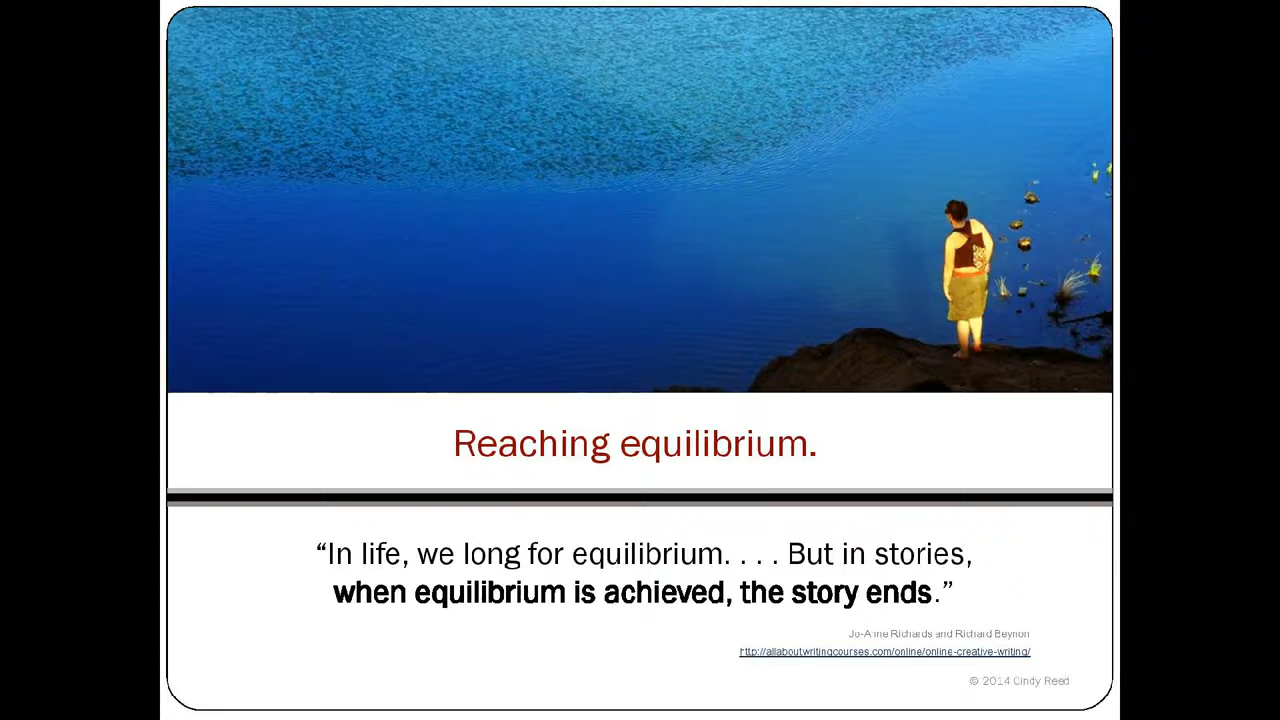 Reaching equilibrium.
“In life, we long for equilibrium. . . . But in stories,
when equilibrium is achieved, the story ends.”
Jo-Anne Richards and Richard Beynon
http://allaboutwritingcourses.com/online/online-creative-writing/
© 2014 Cindy Reed